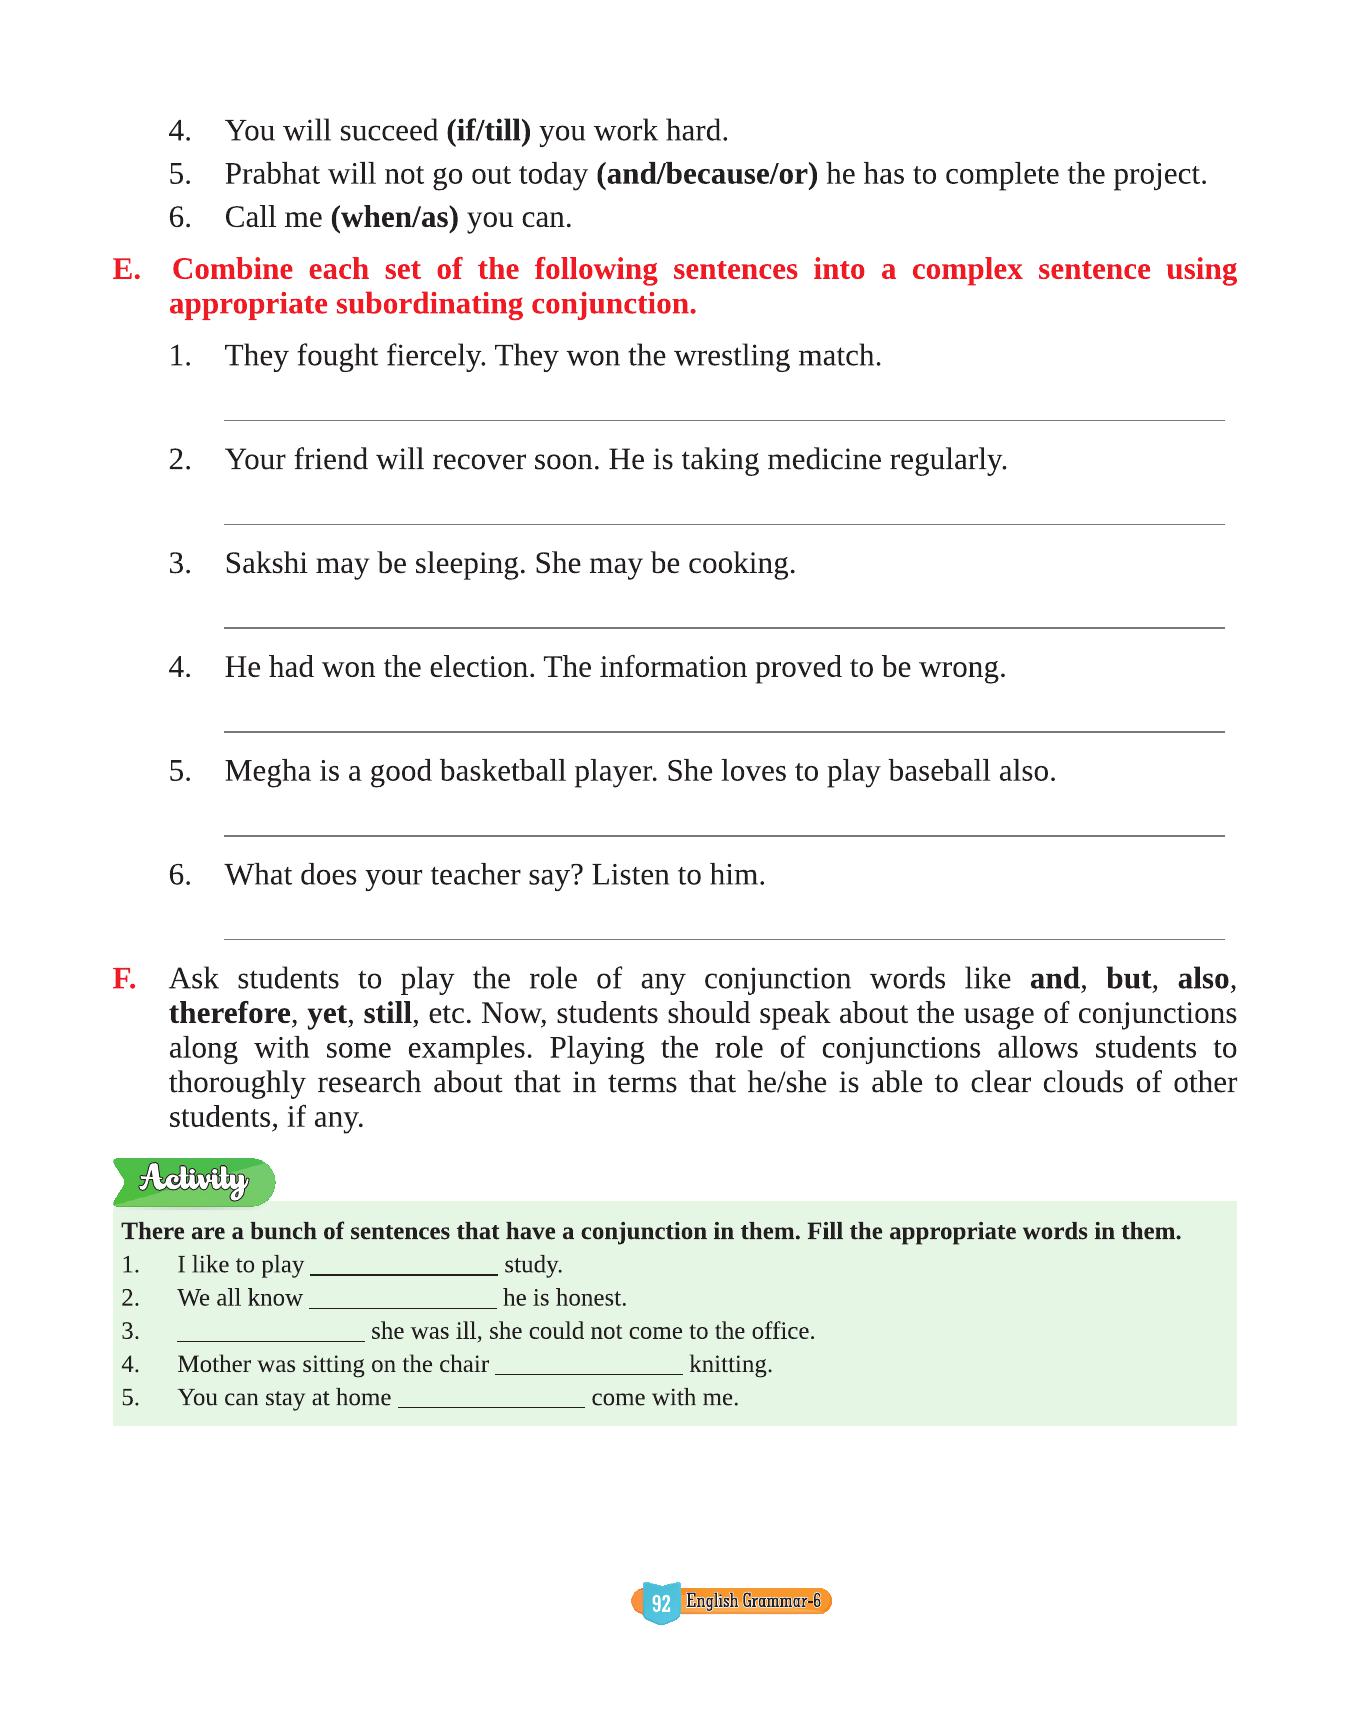 4. You will succeed (if/till) you work hard.
5. Prabhat will not go out today (and/because/or) he has to complete the project.
6. Call me (when/as) you can.
E. Combine each set of the following sentences into a complex sentence using
appropriate subordinating conjunction.
1. They fought fiercely. They won the wrestling match.
2. Your friend will recover soon. He is taking medicine regularly.
3. Sakshi may be sleeping. She may be cooking.
4. He had won the election. The information proved to be wrong.
5. Megha is a good basketball player. She loves to play baseball also.
6. What does your teacher say? Listen to him.
F. Ask students to play the role of any conjunction words like and, but, also,
therefore, yet, still, etc. Now, students should speak about the usage of conjunctions
along with some examples. Playing the role of conjunctions allows students to
thoroughly research about that in terms that he/she is able to clear clouds of other
students, if any.
Activity
There are a bunch of sentences that have a conjunction in them. Fill the appropriate words in them.
1. I like to play _______________ study.
2. We all know _______________ he is honest.
3. _______________ she was ill, she could not come to the office.
4. Mother was sitting on the chair _______________ knitting.
5. You can stay at home _______________ come with me.
92 English Grammar-6